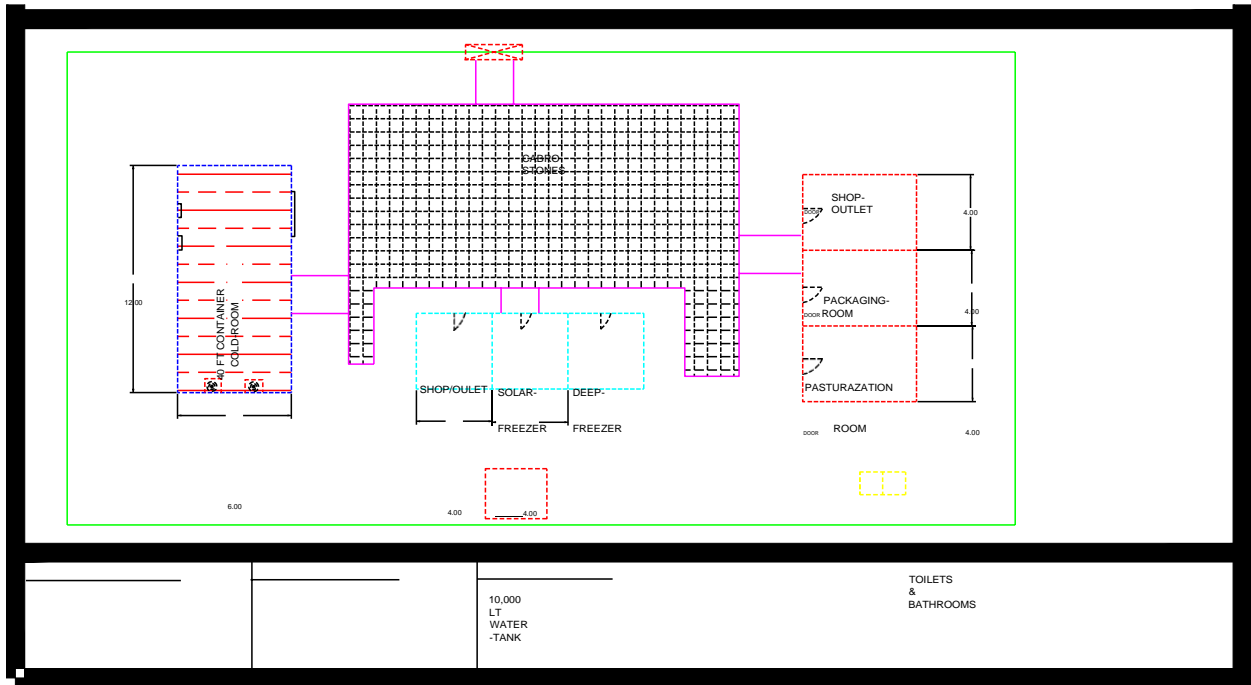 CABRO
STONES
DOOR
SHOP-
OUTLET
4.00
12.00
40 FT CONTAINER
COLD-ROOM
PACKAGING-
DOOR ROOM
4.00
SHOP/OULET
SOLAR-
FREEZER
DEEP-
FREEZER
PASTURAZATION
DOOR ROOM
4.00
6.00
4.00
4.00
10,000
LT
WATER
-TANK
TOILETS
&
BATHROOMS